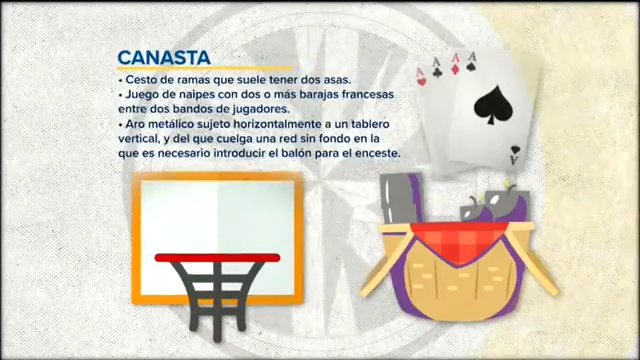 CANASTA
• Cesto de ramas que suele tener dos asas.
• Juego de naipes con dos o más barajas francesas
entre dos bandos de jugadores.
• Aro metálico sujeto horizontalmente a un tablero
vertical, y del que cuelga una red sin fondo en la
que es necesario introducir el balón para el enceste.
A A A A
A